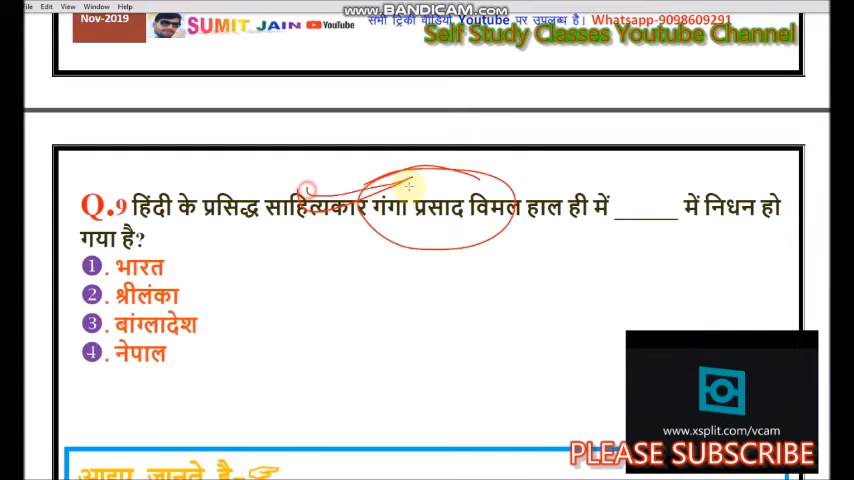 File Edit View Window Help
www.BANDICAM.com
Nov-2019 SUMIT JAIN YouTube सभी ट्रिकी वीडियो Youtube पर उपलब्ध है। Whatsapp-9098609291
Self Study Classes Youtube Channel
Q.9 हिंदी के प्रसिद्ध साहित्यकार गंगा प्रसाद विमल हाल ही में ______ में निधन हो
गया है?
1. भारत
2. श्रीलंका
3. बांग्लादेश
4. नेपाल
www.xsplit.com/vcam
PLEASE SUBSCRIBE
आइए जानते है-